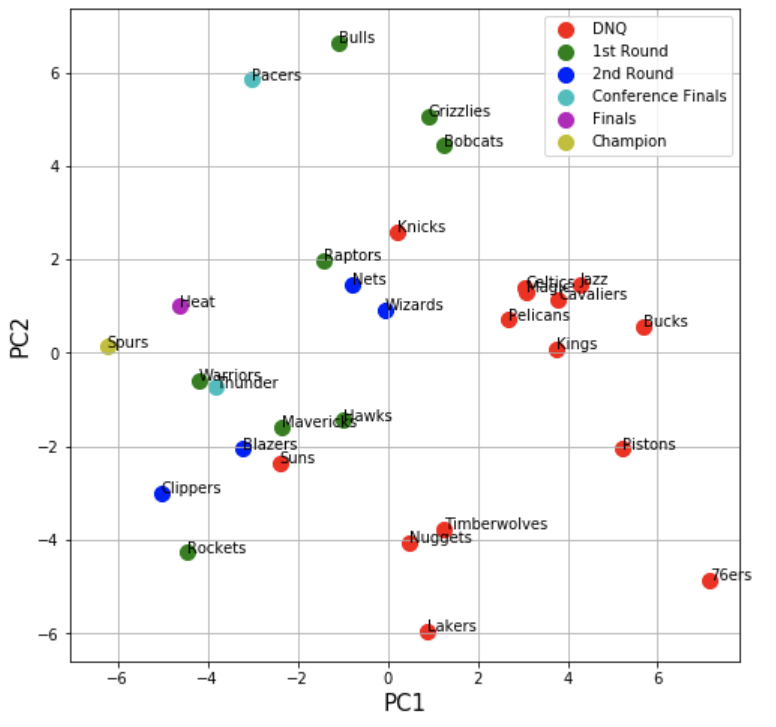 DNQ
1st Round
2nd Round
Conference Finals
Finals
Champion
Bulls
Pacers
Grizzlies
Bobcats
Knicks
Raptors
Nets
Celtics
Magic
Jazz
Cavaliers
Heat
Wizards
Pelicans
Bucks
Spurs
Kings
Warriors
Thunder
Mavericks
Hawks
Blazers
Suns
Pistons
Clippers
Rockets
Timberwolves
Nuggets
76ers
Lakers
6
4
2
0
−2
−4
−6
PC2
−6
−4
−2
0
2
4
6
PC1